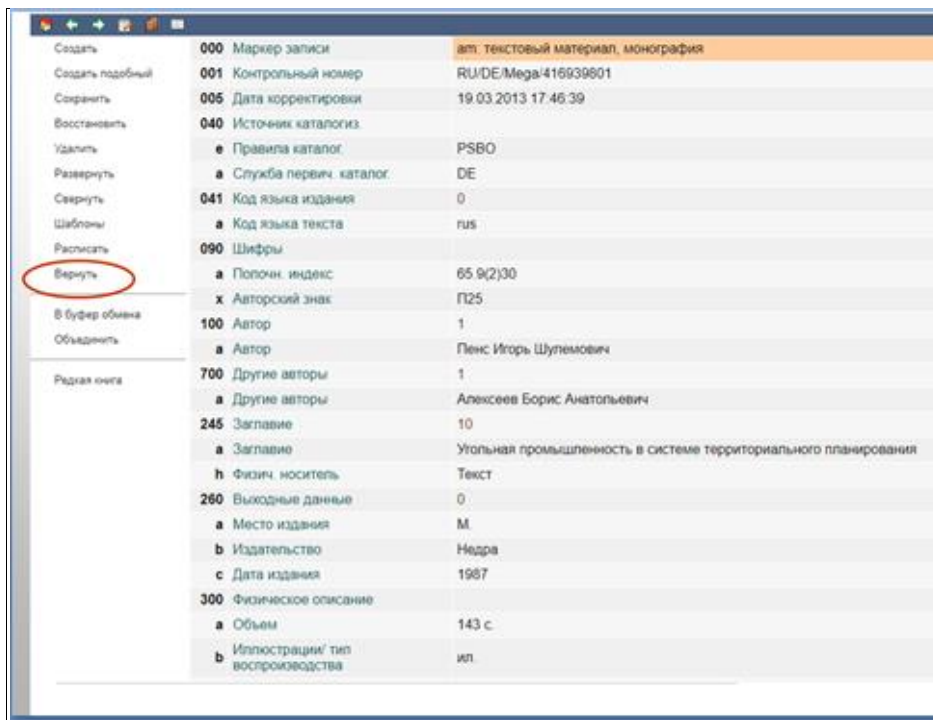 Создать
Создать подобный
Сохранить
Восстановить
Удалить
Развернуть
Свернуть
Шаблоны
Расписать
Вернуть
В буфер обмена
Объединить
Редкая книга
000 Маркер записи am: текстовый материал, монография
001 Контрольный номер RU/DE/Mega/416939801
005 Дата корректировки 19.03.2013 17:46:39
040 Источник каталогиз.
e Правила каталог. PSBO
a Служба первич. каталог. DE
041 Код языка издания 0
a Код языка текста rus
090 Шифры
a Полочн. индекс 65.9(2)30
x Авторский знак П25
100 Автор 1
a Автор Пенс Игорь Шулемович
700 Другие авторы 1
a Другие авторы Алексеев Борис Анатольевич
245 Заглавие 10
a Заглавие Угольная промышленность в системе территориального планирования
h Физич. носитель Текст
260 Выходные данные 0
a Место издания М.
b Издательство Недра
c Дата издания 1987
300 Физическое описание
a Объем 143 с.
b Иллюстрации/ тип
воспроизводства ил.